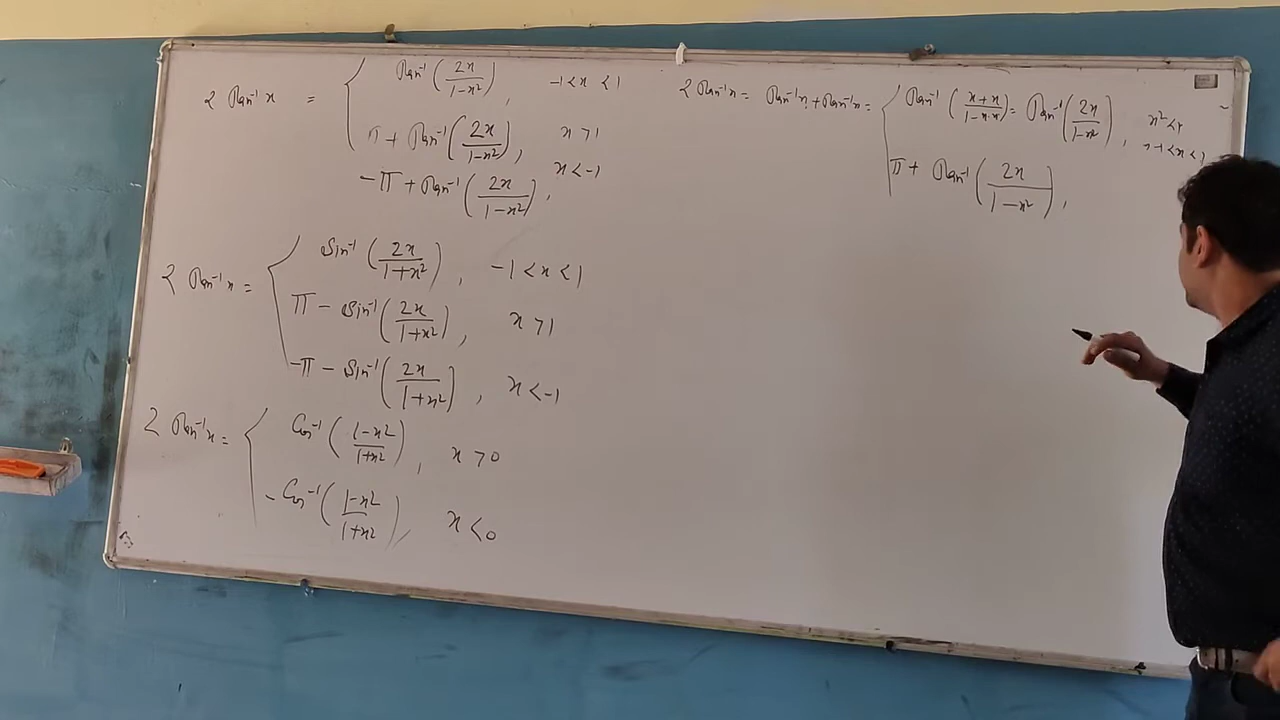 2 tan⁻¹ x = { tan⁻¹(2x/(1-x²)), -1<x<1
π + tan⁻¹(2x/(1-x²)), x>1
-π + tan⁻¹(2x/(1-x²)), x<-1
2 tan⁻¹x = { Sin⁻¹(2x/(1+x²)), -1<x<1
π - Sin⁻¹(2x/(1+x²)), x>1
-π - Sin⁻¹(2x/(1+x²)), x<-1
2 tan⁻¹x = { Cos⁻¹((1-x²)/(1+x²)), x>0
- Cos⁻¹((1-x²)/(1+x²)), x<0
2 tan⁻¹x = tan⁻¹x + tan⁻¹x = { tan⁻¹((x+x)/(1-x·x)) = tan⁻¹(2x/(1-x²)), x²<1
-1<x<1
π + tan⁻¹(2x/(1-x²)),